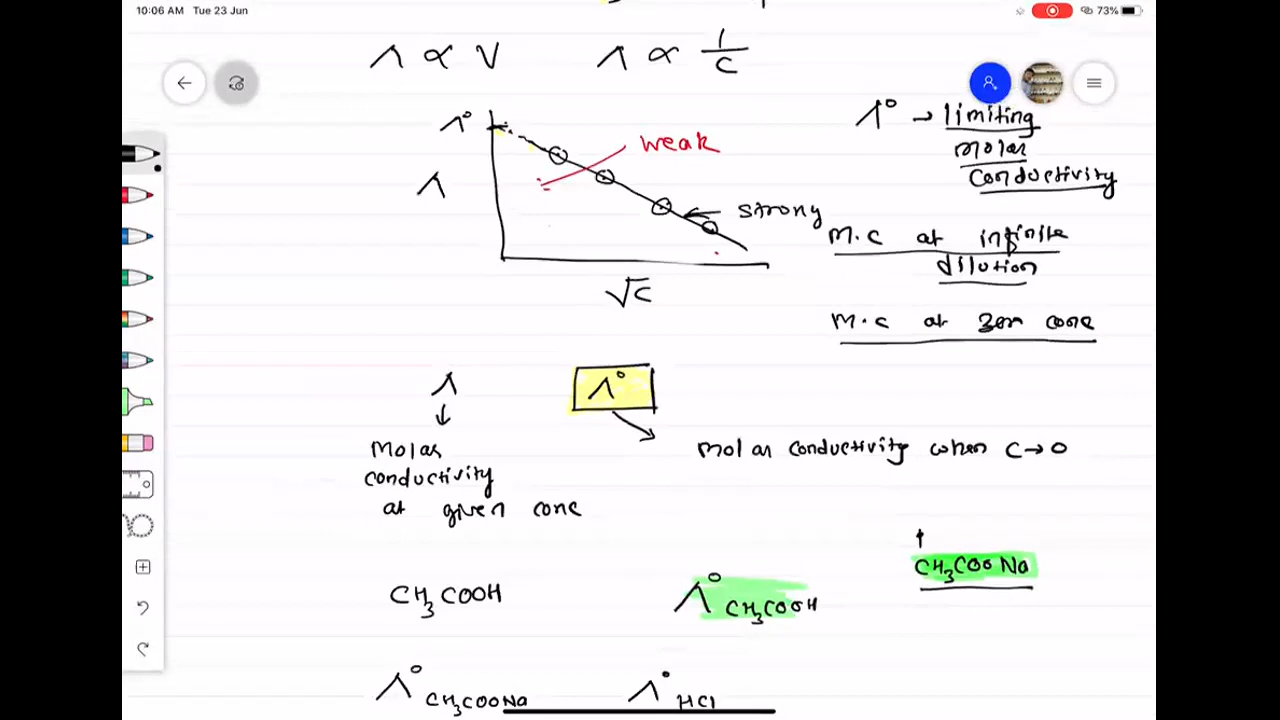 10:06 AM Tue 23 Jun 73%
Λ ∝ V Λ ∝ 1/C
Λ° → limiting
molar
conductivity
Λ°
weak
Λ
strong
√C
M.C at infinite
dilution
M.C at zero conc
Λ Λ°
Molar
conductivity
at given conc
molar conductivity when C→0
CH₃COONa
CH₃COOH Λ°CH₃COOH
Λ°CH₃COONa Λ°HCl